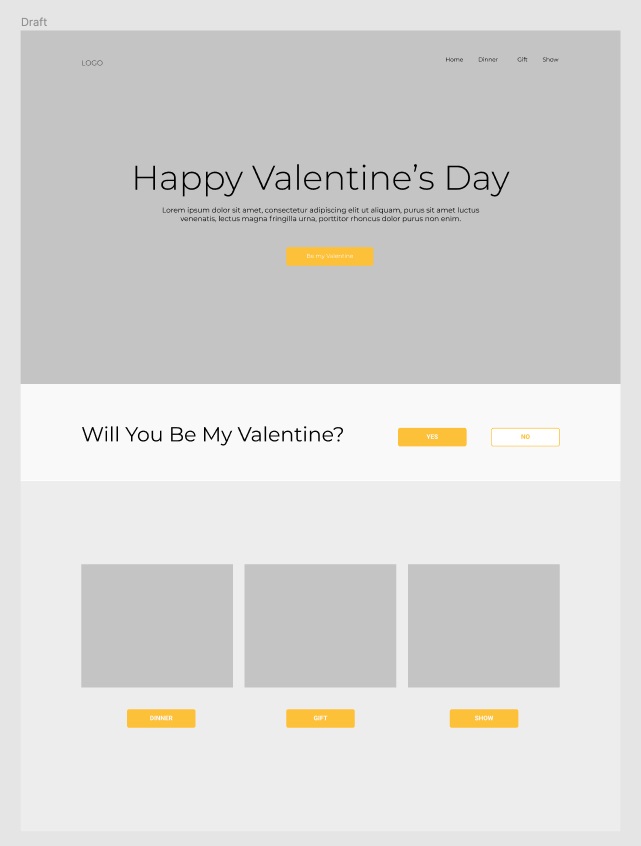 Draft
LOGO
Home Dinner Gift Show
Happy Valentine’s Day
Lorem ipsum dolor sit amet, consectetur adipiscing elit ut aliquam, purus sit amet luctus
venenatis, lectus magna fringilla urna, porttitor rhoncus dolor purus non enim.
Be my Valentine
Will You Be My Valentine?
YES
NO
DINNER
GIFT
SHOW